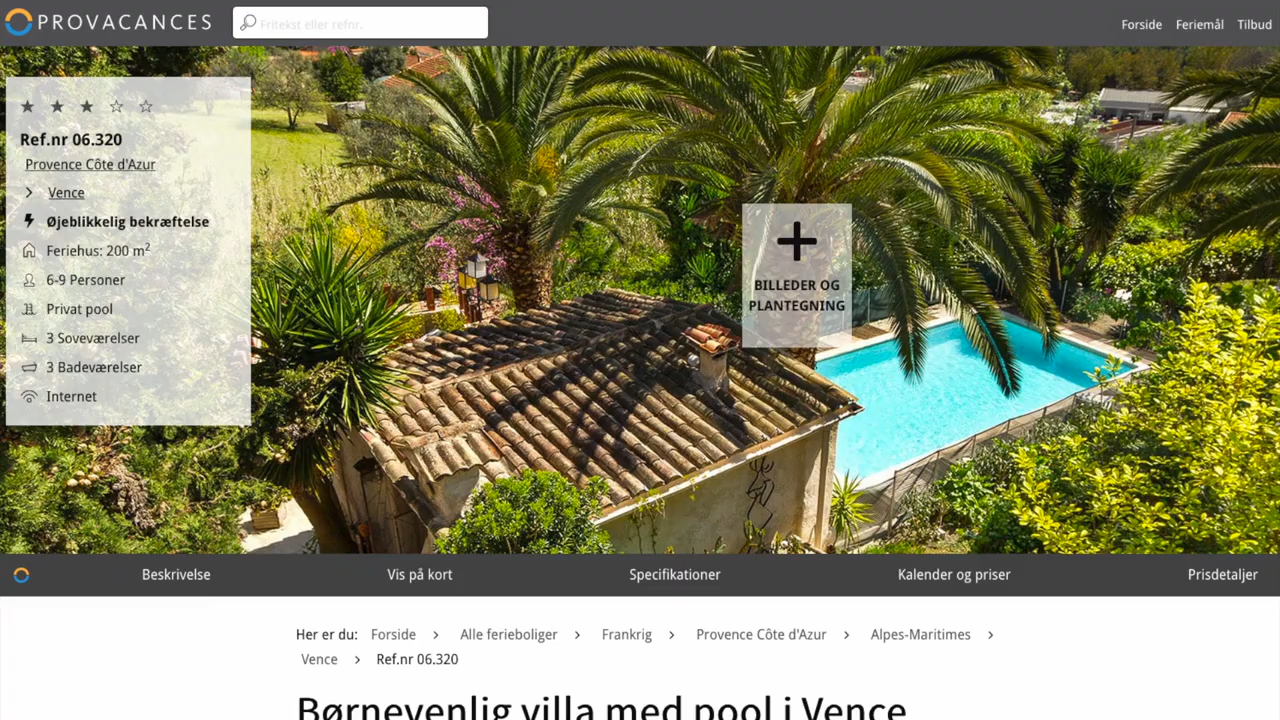 PROVACANCES
Fritekst eller refnr.
Forside Feriemål Tilbud
★ ★ ★ ☆ ☆
Ref.nr 06.320
Provence Côte d'Azur
Vence
Øjeblikkelig bekræftelse
Feriehus: 200 m²
6-9 Personer
Privat pool
3 Soveværelser
3 Badeværelser
Internet
BILLEDER OG
PLANTEGNING
Beskrivelse Vis på kort Specifikationer Kalender og priser Prisdetaljer
Her er du: Forside > Alle ferieboliger > Frankrig > Provence Côte d'Azur > Alpes-Maritimes >
Vence > Ref.nr 06.320
Børnevenlig villa med pool i Vence